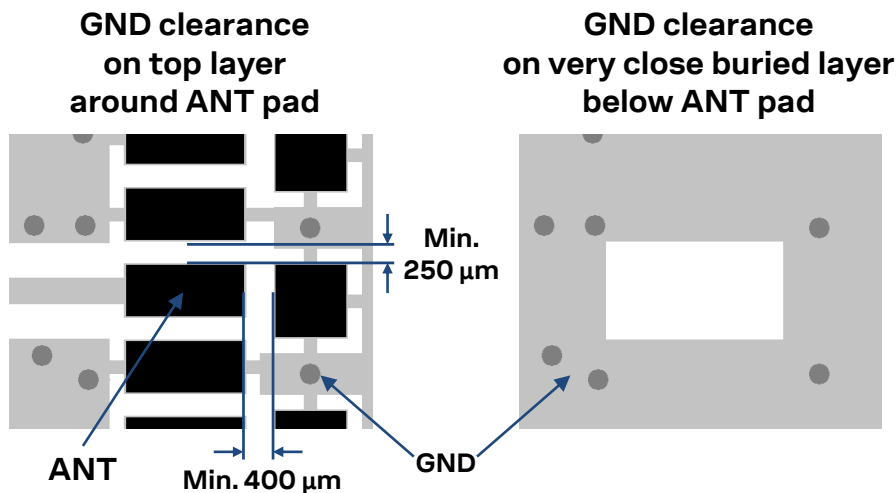 GND clearance
on top layer
around ANT pad
GND clearance
on very close buried layer
below ANT pad
Min.
250 µm
ANT
Min. 400 µm
GND